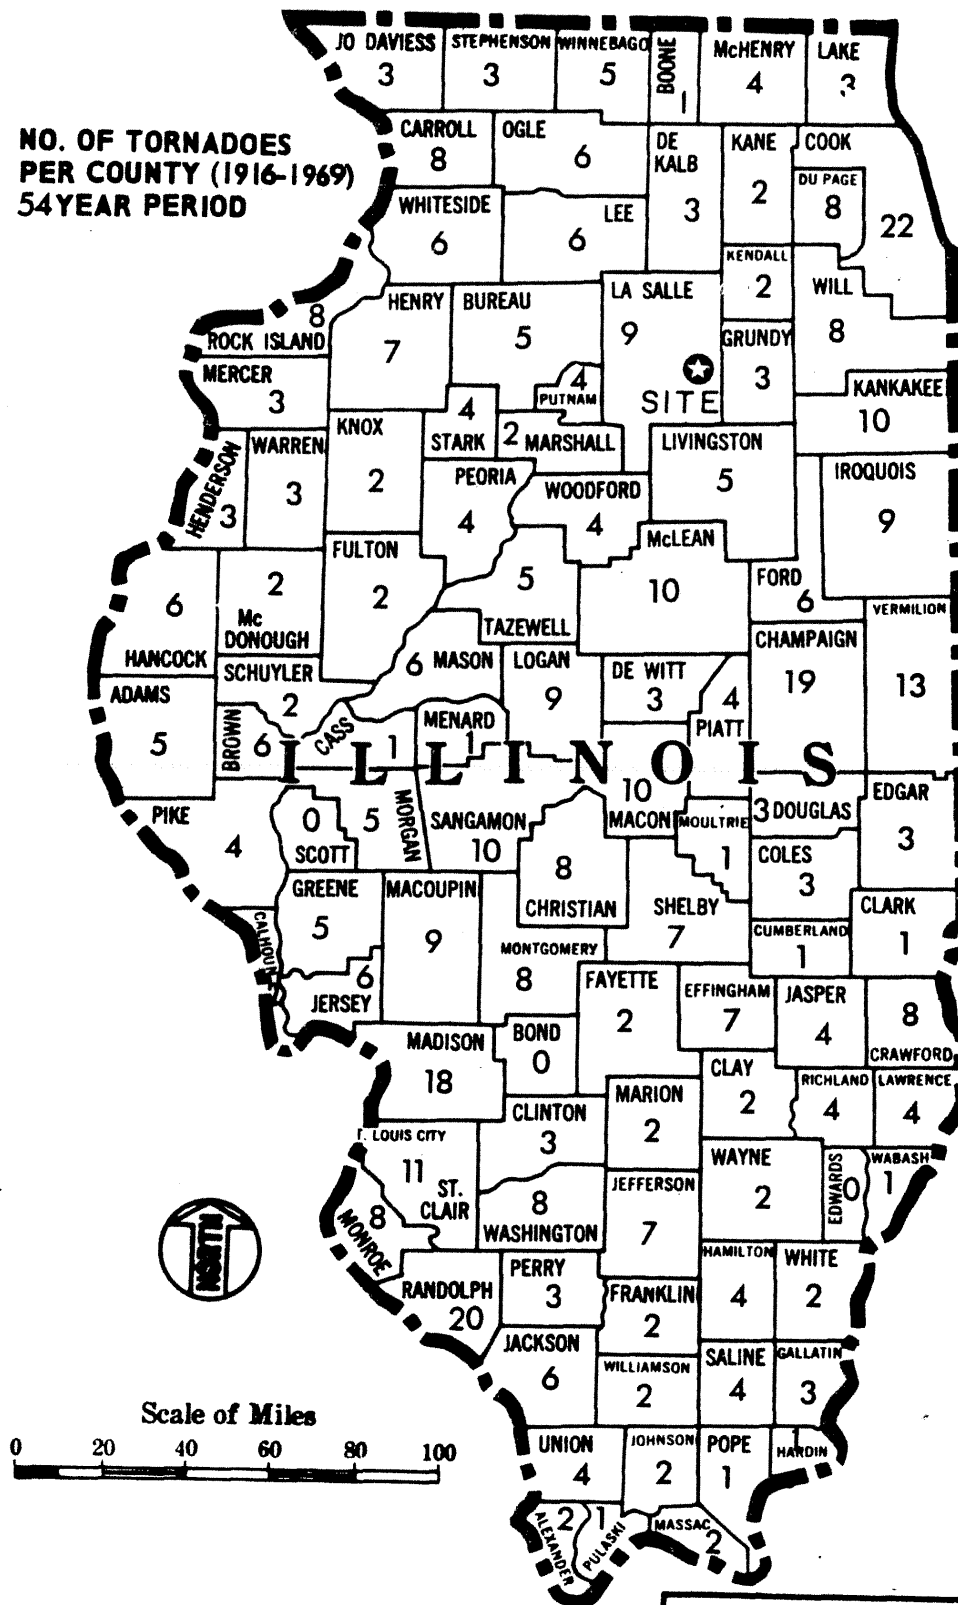 JO DAVIESS
3
STEPHENSON
3
WINNEBAGO
5
BOONE
1
McHENRY
4
LAKE
3
NO. OF TORNADOES
PER COUNTY (1916-1969)
54 YEAR PERIOD
CARROLL
8
OGLE
6
DE
KALB
3
KANE
2
COOK
22
DU PAGE
8
WHITESIDE
6
LEE
6
KENDALL
2
WILL
8
ROCK ISLAND
8
HENRY
7
BUREAU
5
LA SALLE
9
SITE
GRUNDY
3
MERCER
3
PUTNAM
4
KANKAKEE
10
STARK
4
MARSHALL
2
LIVINGSTON
5
IROQUOIS
9
HENDERSON
3
WARREN
3
KNOX
2
PEORIA
4
WOODFORD
4
McLEAN
10
FORD
6
HANCOCK
6
Mc
DONOUGH
2
FULTON
2
TAZEWELL
5
VERMILION
13
CHAMPAIGN
19
ADAMS
5
SCHUYLER
2
MASON
6
LOGAN
9
DE WITT
3
PIATT
4
BROWN
6
CASS
1
MENARD
1
ILLINOIS
PIKE
4
SCOTT
0
MORGAN
5
SANGAMON
10
MACON
10
MOULTRIE
1
DOUGLAS
3
EDGAR
3
CHRISTIAN
8
COLES
3
GREENE
5
MACOUPIN
9
MONTGOMERY
8
SHELBY
7
CUMBERLAND
1
CLARK
1
CALHOUN
JERSEY
6
FAYETTE
2
EFFINGHAM
7
JASPER
4
CRAWFORD
8
MADISON
18
BOND
0
CLAY
2
RICHLAND
4
LAWRENCE
4
CLINTON
3
MARION
2
T. LOUIS CITY
11
ST.
CLAIR
WAYNE
2
EDWARDS
0
WABASH
1
MONROE
8
WASHINGTON
8
JEFFERSON
7
NORTH
RANDOLPH
20
PERRY
3
FRANKLIN
2
HAMILTON
4
WHITE
2
JACKSON
6
WILLIAMSON
2
SALINE
4
GALLATIN
3
Scale of Miles
0 20 40 60 80 100
UNION
4
JOHNSON
2
POPE
1
HARDIN
1
ALEXANDER
2
PULASKI
1
MASSAC
2